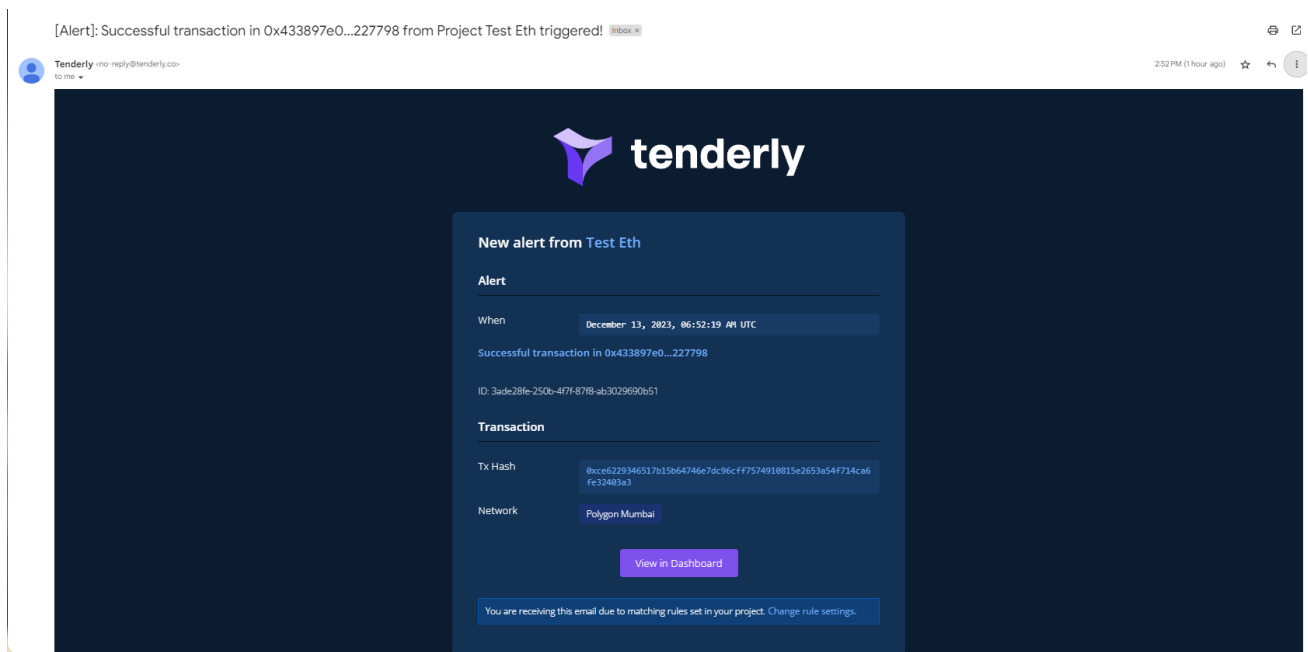 [Alert]: Successful transaction in 0x433897e0...227798 from Project Test Eth triggered! Inbox ×
Tenderly <no-reply@tenderly.co>
2:52 PM (1 hour ago)
to me
tenderly
New alert from Test Eth
Alert
When
December 13, 2023, 06:52:19 AM UTC
Successful transaction in 0x433897e0...227798
ID: 3ade28fe-250b-4f7f-87f8-ab3029690b51
Transaction
Tx Hash
0xce6229346517b15b64746e7dc96cff7574910815e2653a54f714ca6
fe32403a3
Network
Polygon Mumbai
View in Dashboard
You are receiving this email due to matching rules set in your project. Change rule settings.